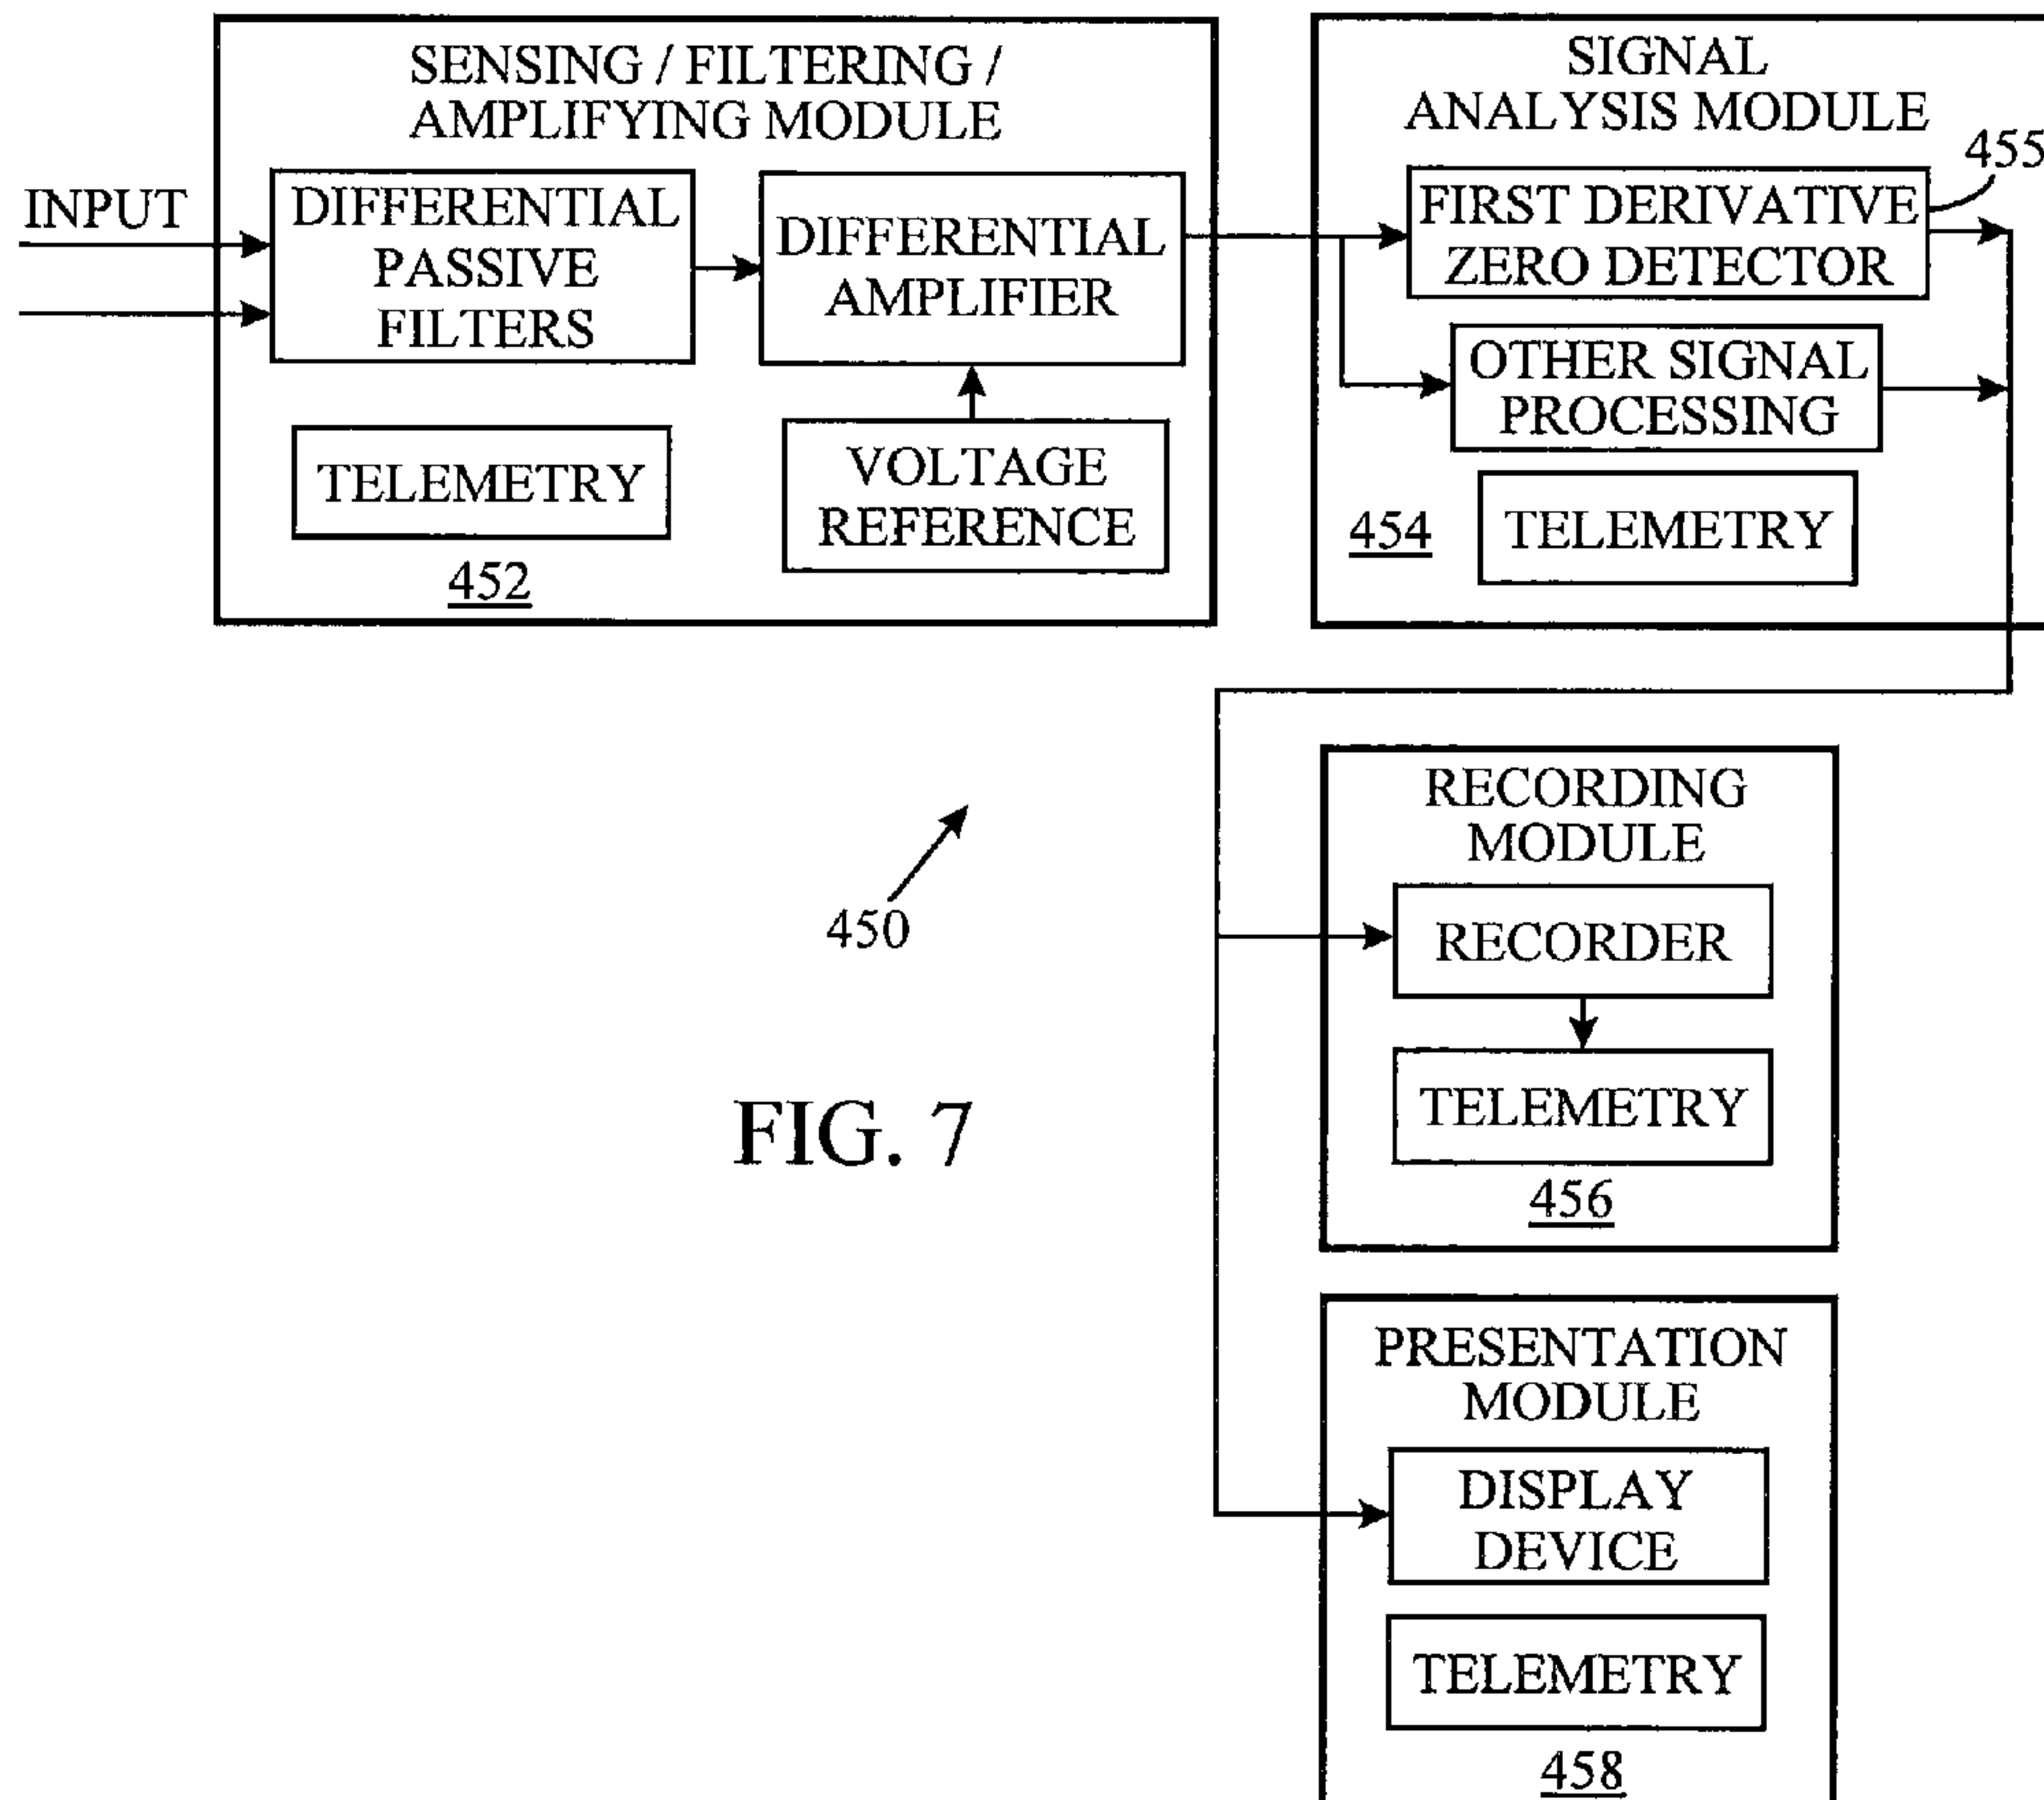 SENSING / FILTERING /
AMPLIFYING MODULE
INPUT
DIFFERENTIAL
PASSIVE
FILTERS
DIFFERENTIAL
AMPLIFIER
TELEMETRY
VOLTAGE
REFERENCE
452
SIGNAL
ANALYSIS MODULE
455
FIRST DERIVATIVE
ZERO DETECTOR
OTHER SIGNAL
PROCESSING
454
TELEMETRY
450
FIG. 7
RECORDING
MODULE
RECORDER
TELEMETRY
456
PRESENTATION
MODULE
DISPLAY
DEVICE
TELEMETRY
458